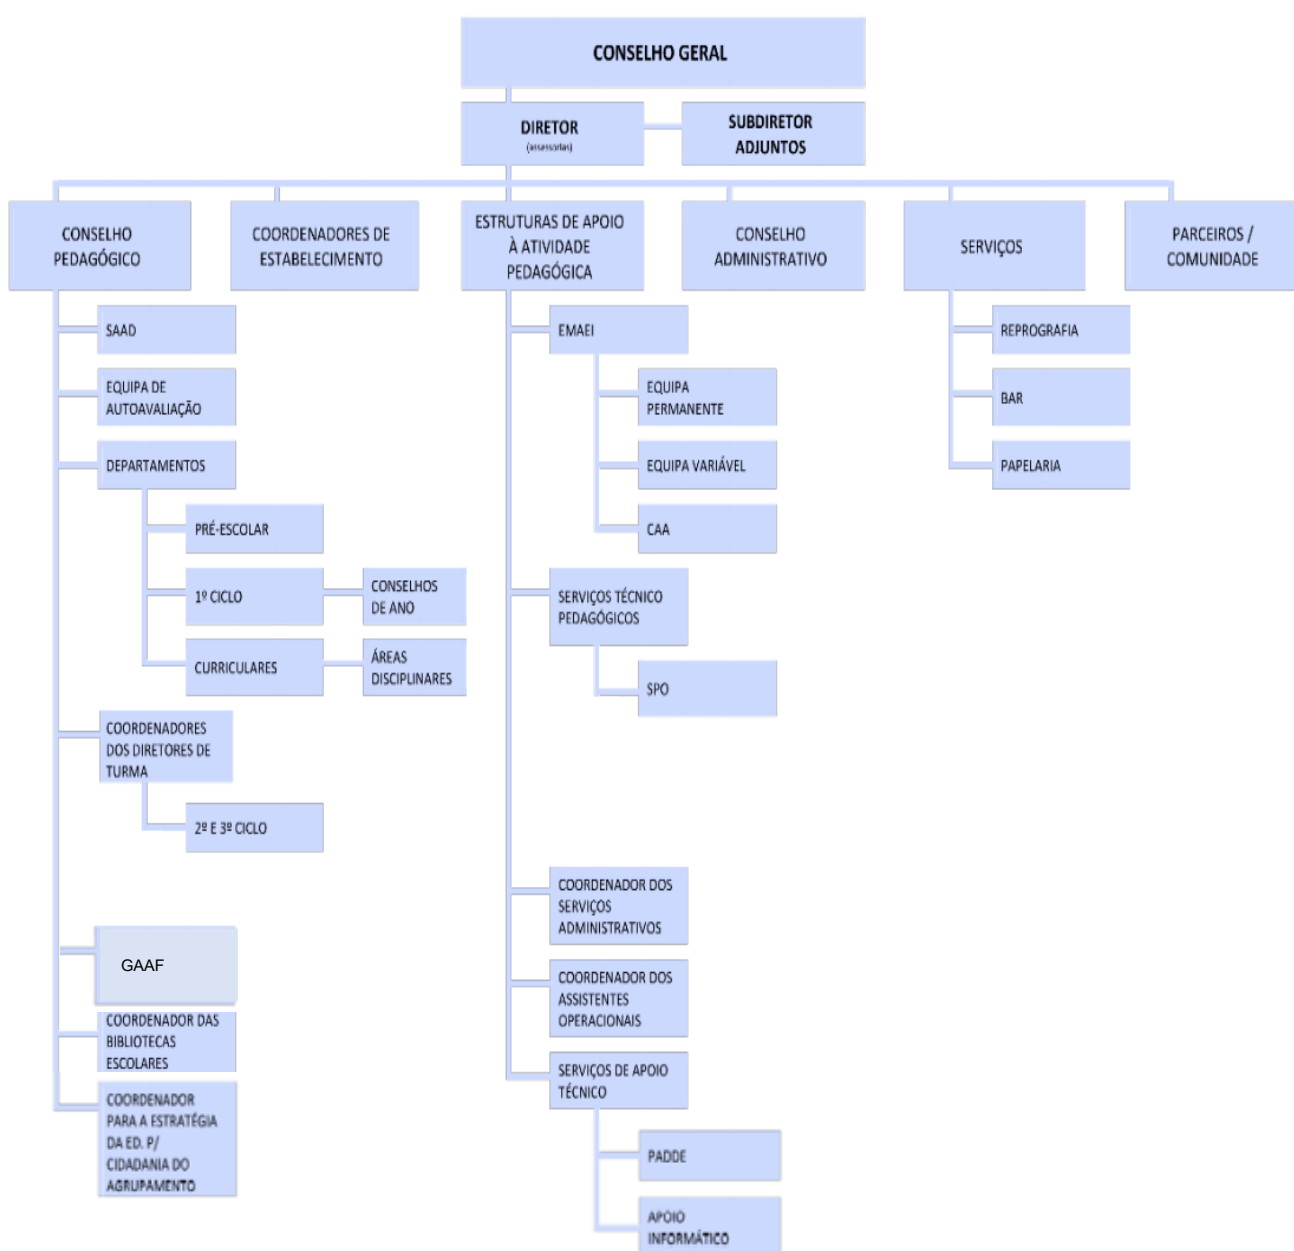 CONSELHO GERAL
DIRETOR
(assessorias)
SUBDIRETOR
ADJUNTOS
CONSELHO
PEDAGÓGICO
COORDENADORES DE
ESTABELECIMENTO
ESTRUTURAS DE APOIO
À ATIVIDADE
PEDAGÓGICA
CONSELHO
ADMINISTRATIVO
SERVIÇOS
PARCEIROS /
COMUNIDADE
SAAD
EQUIPA DE
AUTOAVALIAÇÃO
DEPARTAMENTOS
PRÉ-ESCOLAR
1º CICLO
CONSELHOS
DE ANO
CURRICULARES
ÁREAS
DISCIPLINARES
COORDENADORES
DOS DIRETORES DE
TURMA
2º E 3º CICLO
GAAF
COORDENADOR DAS
BIBLIOTECAS
ESCOLARES
COORDENADOR
PARA A ESTRATÉGIA
DA ED. P/
CIDADANIA DO
AGRUPAMENTO
EMAEI
EQUIPA
PERMANENTE
EQUIPA VARIÁVEL
CAA
SERVIÇOS TÉCNICO
PEDAGÓGICOS
SPO
COORDENADOR DOS
SERVIÇOS
ADMINISTRATIVOS
COORDENADOR DOS
ASSISTENTES
OPERACIONAIS
SERVIÇOS DE APOIO
TÉCNICO
PADDE
APOIO
INFORMÁTICO
REPROGRAFIA
BAR
PAPELARIA